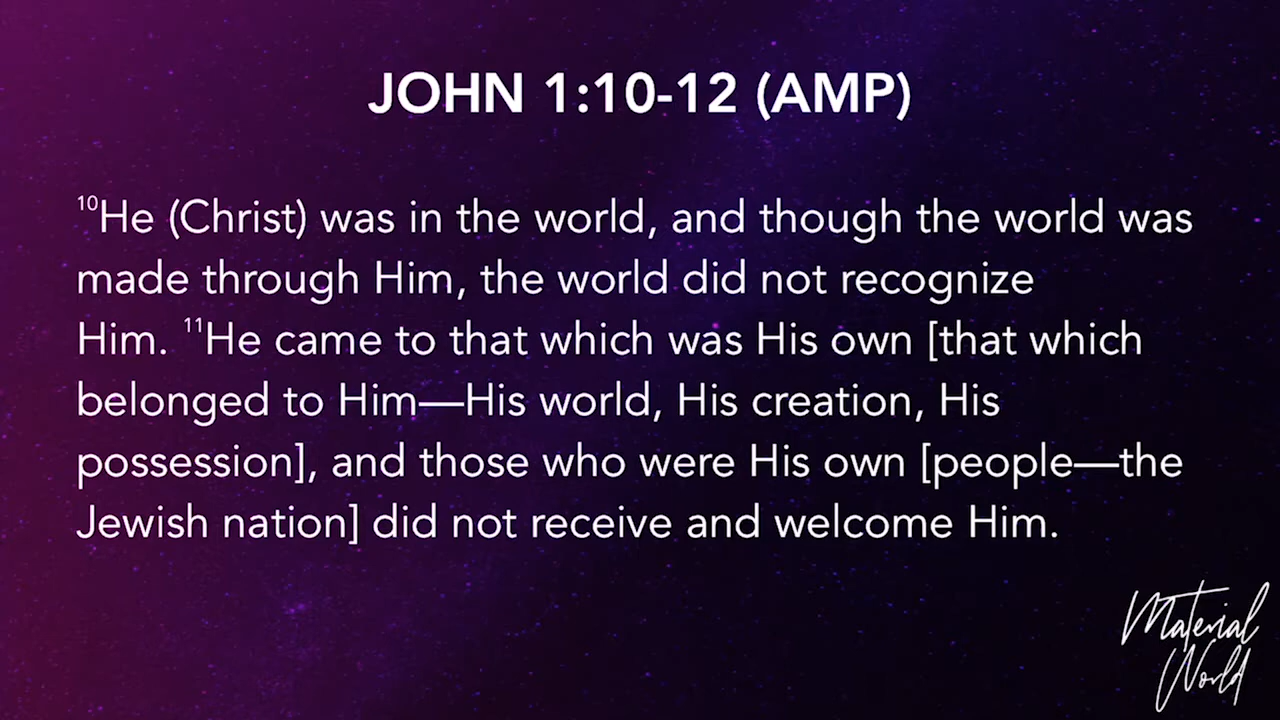 JOHN 1:10-12 (AMP)
¹⁰He (Christ) was in the world, and though the world was
made through Him, the world did not recognize
Him. ¹¹He came to that which was His own [that which
belonged to Him—His world, His creation, His
possession], and those who were His own [people—the
Jewish nation] did not receive and welcome Him.
Material
World